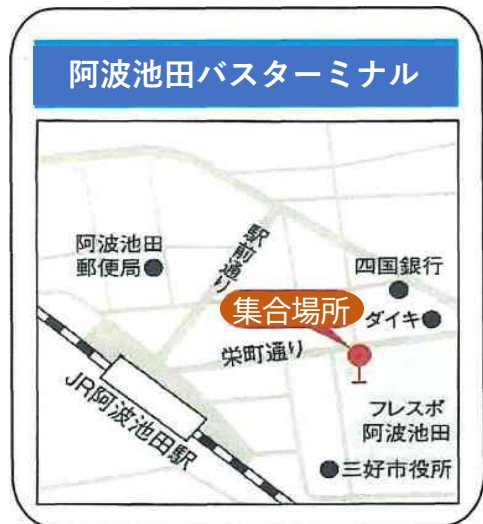 阿波池田バスターミナル
駅前通り
阿波池田
郵便局
四国銀行
集合場所
ダイキ
栄町通り
JR阿波池田駅
フレスポ
阿波池田
三好市役所